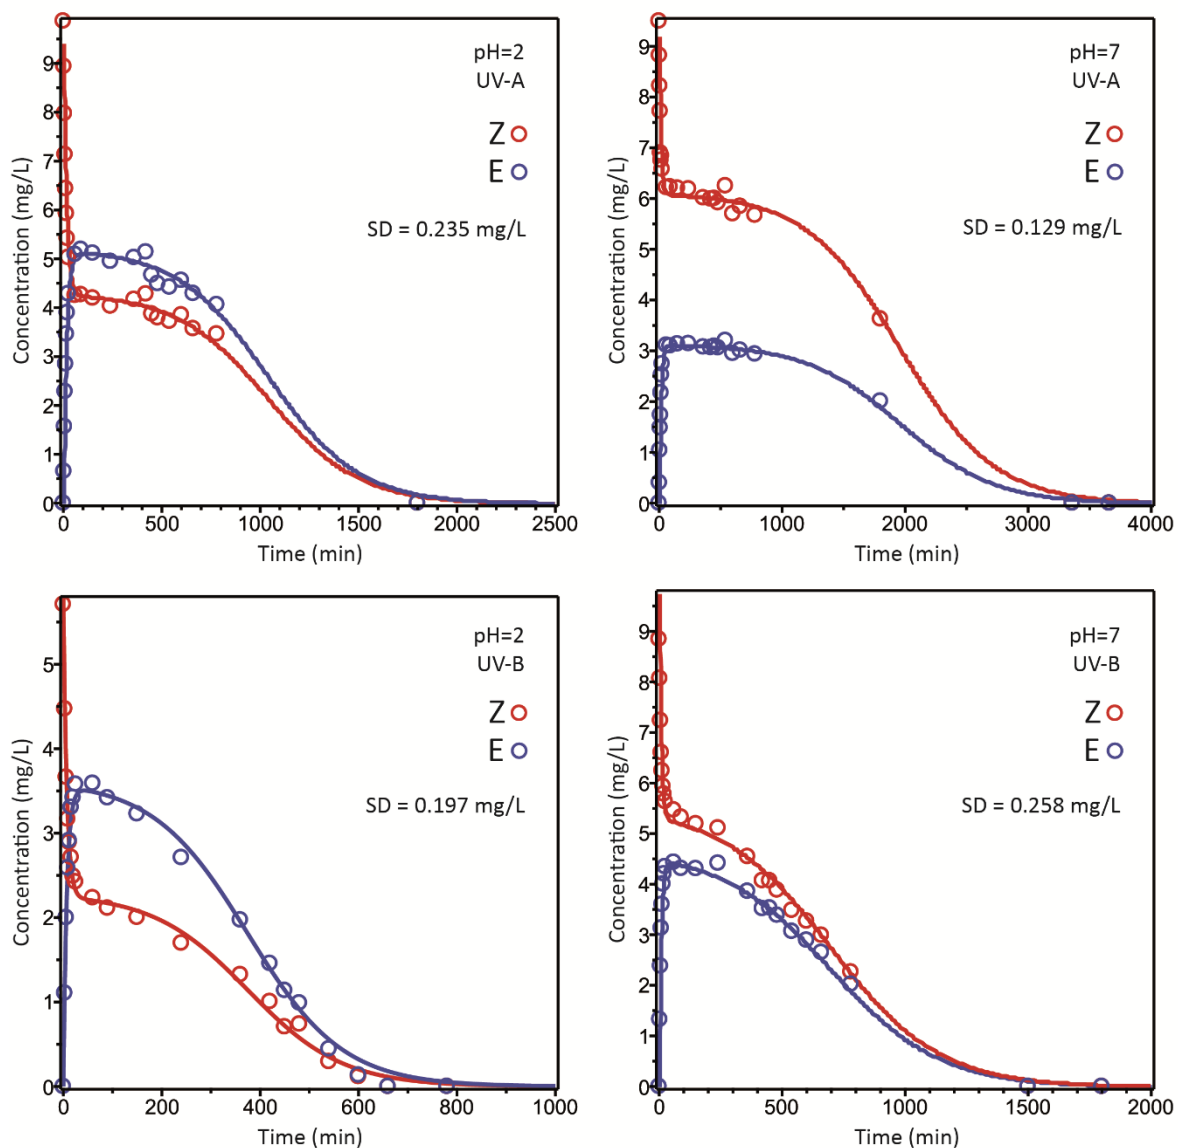 pH=2
UV-A
Z
E
SD = 0.235 mg/L
Concentration (mg/L)
9
8
7
6
5
4
3
2
1
0
0 500 1000 1500 2000 2500
Time (min)
pH=7
UV-A
Z
E
SD = 0.129 mg/L
Concentration (mg/L)
9
8
7
6
5
4
3
2
1
0
0 1000 2000 3000 4000
Time (min)
pH=2
UV-B
Z
E
SD = 0.197 mg/L
Concentration (mg/L)
5
4
3
2
1
0
0 200 400 600 800 1000
Time (min)
pH=7
UV-B
Z
E
SD = 0.258 mg/L
Concentration (mg/L)
9
8
7
6
5
4
3
2
1
0
0 500 1000 1500 2000
Time (min)